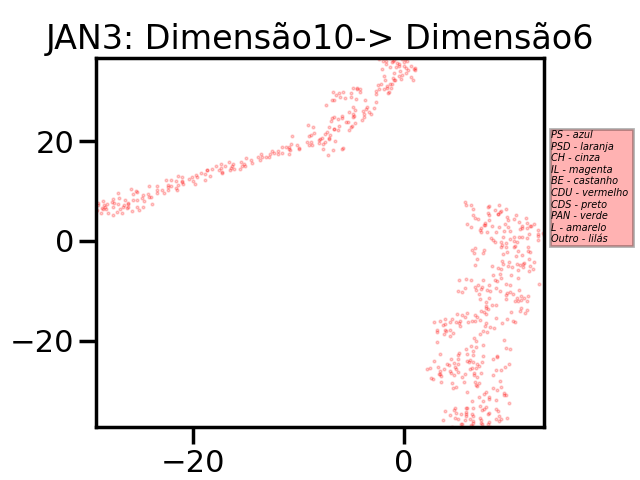 JAN3: Dimensão10-> Dimensão6
20
0
−20
−20
0
PS - azul
PSD - laranja
CH - cinza
IL - magenta
BE - castanho
CDU - vermelho
CDS - preto
PAN - verde
L - amarelo
Outro - lilás